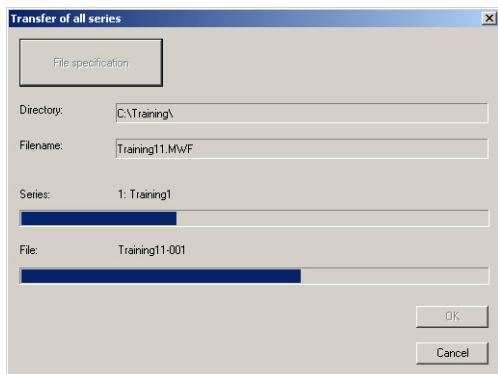 Transfer of all series
File specification
Directory:
C:\Training\
Filename:
Training11.MWF
Series:
1: Training1
File:
Training11-001
OK
Cancel